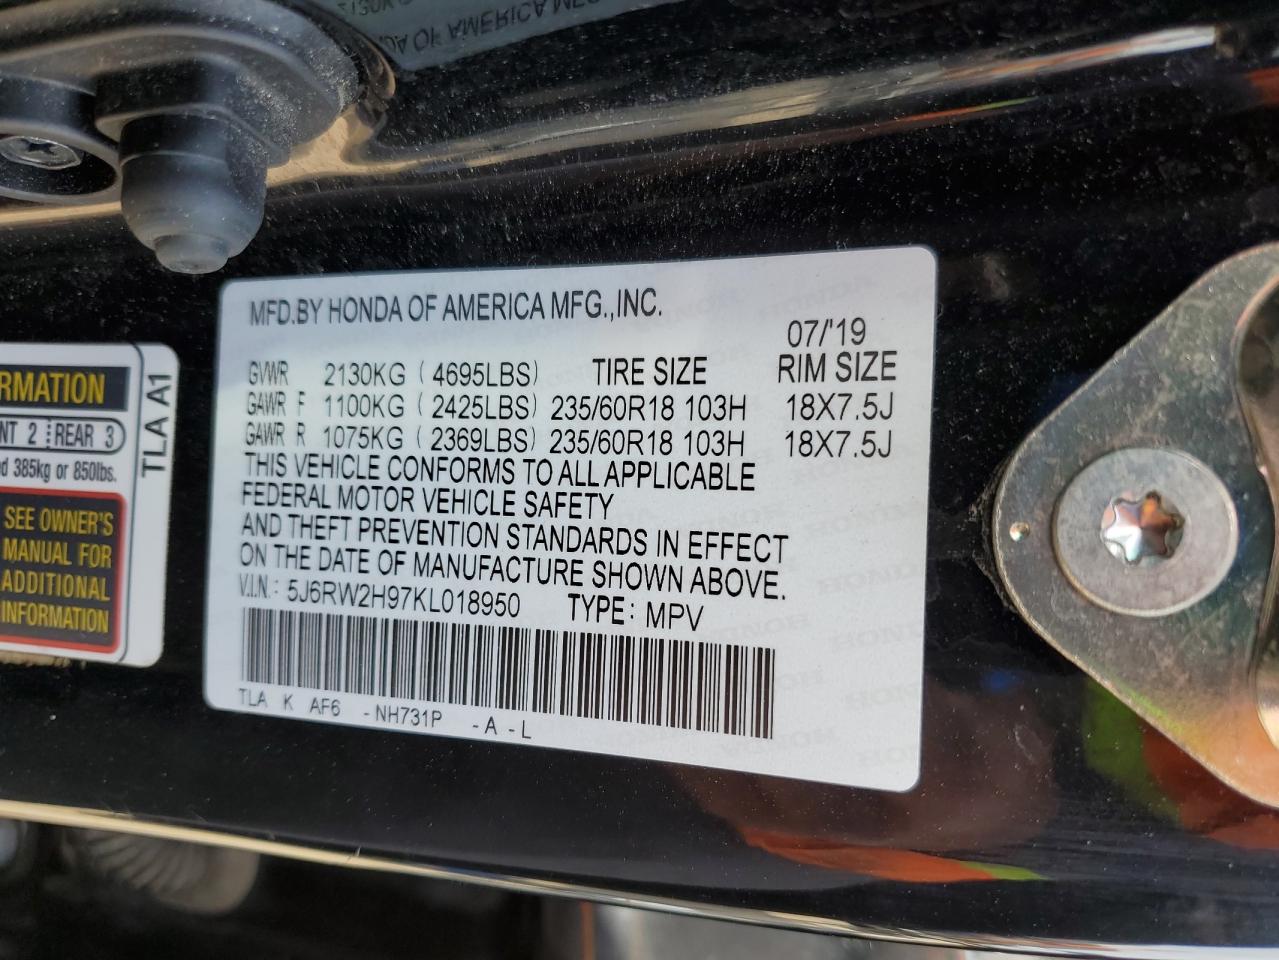 OF AMERICA
MFD.BY HONDA OF AMERICA MFG.,INC.
07/'19
GVWR 2130KG (4695LBS) TIRE SIZE RIM SIZE
GAWR F 1100KG (2425LBS) 235/60R18 103H 18X7.5J
GAWR R 1075KG (2369LBS) 235/60R18 103H 18X7.5J
THIS VEHICLE CONFORMS TO ALL APPLICABLE
FEDERAL MOTOR VEHICLE SAFETY
AND THEFT PREVENTION STANDARDS IN EFFECT
ON THE DATE OF MANUFACTURE SHOWN ABOVE.
V.I.N.: 5J6RW2H97KL018950 TYPE: MPV
TLA K AF6 -NH731P -A-L
RMATION
NT 2 REAR 3
d 385kg or 850lbs.
SEE OWNER'S
MANUAL FOR
ADDITIONAL
INFORMATION
TLA A1